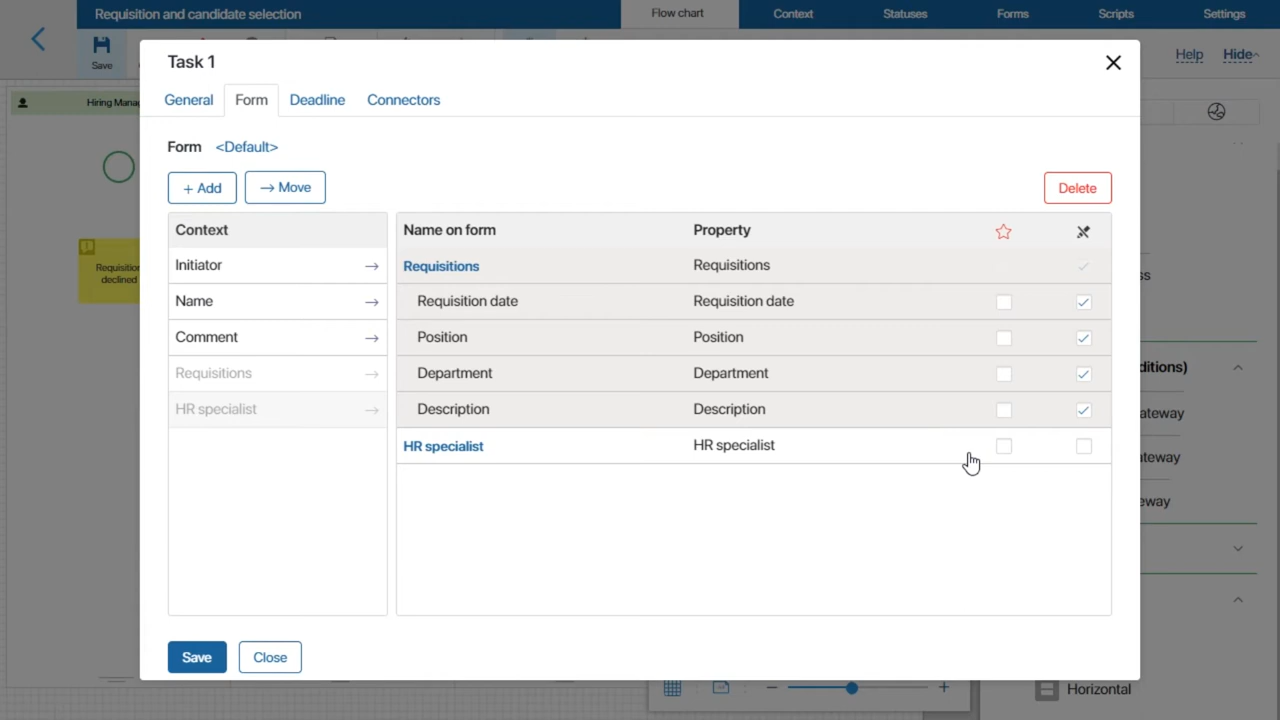 Requisition and candidate selection
Flow chart
Context
Statuses
Forms
Scripts
Settings
Save
Help
Hide
Task 1
General
Form
Deadline
Connectors
Hiring Manag
Form <Default>
+ Add
→ Move
Delete
Context
Name on form
Property
Initiator →
Requisitions
Requisitions
Name →
Requisition date
Requisition date
Comment →
Position
Position
Requisitions →
Department
Department
HR specialist →
Description
Description
HR specialist
HR specialist
Requisition
declined
ss
ditions)
ateway
ateway
eway
Save
Close
Horizontal